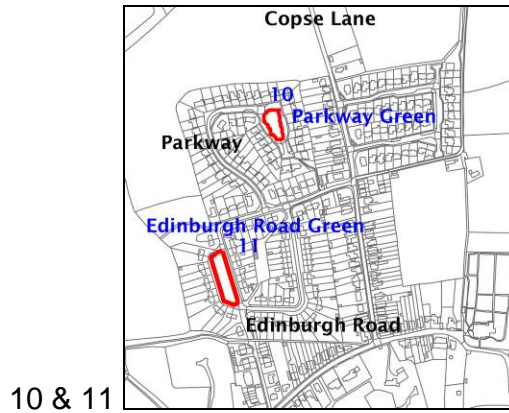 Copse Lane
10
Parkway Green
Parkway
Edinburgh Road Green
11
Edinburgh Road
10 & 11